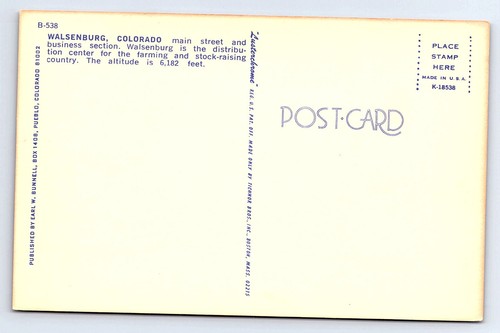 B-538
WALSENBURG, COLORADO main street and
business section. Walsenburg is the distribu-
tion center for the farming and stock-raising
country. The altitude is 6,182 feet.
PUBLISHED BY EARL W. BUNNELL, BOX 1408, PUEBLO, COLORADO 81002
"Lusterchrome" REG. U.S. PAT. OFF. MADE ONLY BY TICHNOR BROS., INC., BOSTON, MASS. 02215
POST-CARD
PLACE
STAMP
HERE
MADE IN U.S.A.
K-18538